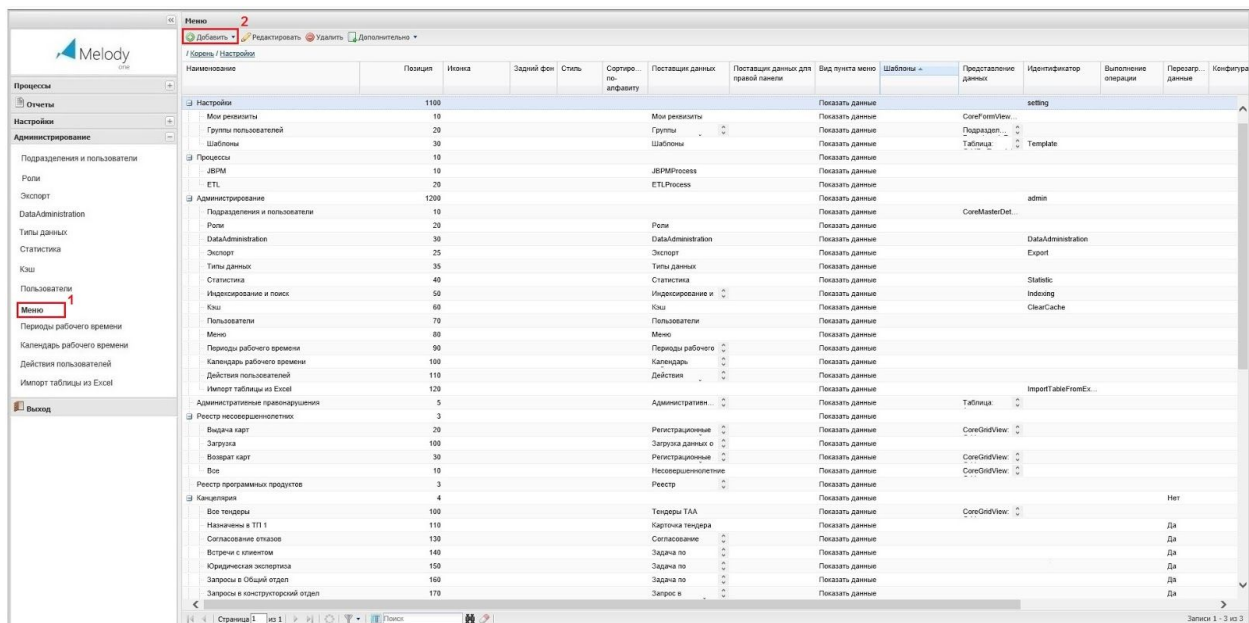 Melody
one
Процессы
Отчеты
Настройки
Администрирование
Подразделения и пользователи
Роли
Экспорт
DataAdministration
Типы данных
Статистика
Кэш
Пользователи
1
Меню
Периоды рабочего времени
Календарь рабочего времени
Действия пользователей
Импорт таблицы из Excel
Выход
Меню
2
Добавить Редактировать Удалить Дополнительно
/ Корень / Настройки
Наименование Позиция Иконка Задний фон Стиль Сортиро... по-алфавиту Поставщик данных Поставщик данных для правой панели Вид пункта меню Шаблоны Представление данных Идентификатор Выполнение операции Перезагр... данные Конфигура
Настройки 1100 Показать данные setting
Мои реквизиты 10 Мои реквизиты Показать данные CoreFormView...
Группы пользователей 20 Группы Показать данные Подраздел...
Шаблоны 30 Шаблоны Показать данные Таблица: Template
Процессы 10 Показать данные
JBPM 10 JBPMProcess Показать данные
ETL 20 ETLProcess Показать данные
Администрирование 1200 Показать данные admin
Подразделения и пользователи 10 Показать данные CoreMasterDet...
Роли 20 Роли Показать данные
DataAdministration 30 DataAdministration Показать данные DataAdministration
Экспорт 25 Экспорт Показать данные Export
Типы данных 35 Типы данных Показать данные
Статистика 40 Статистика Показать данные Statistic
Индексирование и поиск 50 Индексирование и Показать данные Indexing
Кэш 60 Кэш Показать данные ClearCache
Пользователи 70 Пользователи Показать данные
Меню 80 Меню Показать данные
Периоды рабочего времени 90 Периоды рабочего Показать данные
Календарь рабочего времени 100 Календарь Показать данные
Действия пользователей 110 Действия Показать данные
Импорт таблицы из Excel 120 Показать данные ImportTableFromEx...
Административные правонарушения 5 Административн... Показать данные Таблица:
Реестр несовершеннолетних 3 Показать данные
Выдача карт 20 Регистрационные Показать данные CoreGridView:
Загрузка 100 Загрузка данных о Показать данные
Возврат карт 30 Регистрационные Показать данные CoreGridView:
Все 10 Несовершеннолетние Показать данные CoreGridView:
Реестр программных продуктов 3 Реестр Показать данные
Канцелярия 4 Показать данные Нет
Все тендеры 100 Тендеры ТАА Показать данные CoreGridView:
Назначены в ТП 1 110 Карточка тендера Показать данные Да
Согласование отказов 130 Согласование Показать данные Да
Встречи с клиентом 140 Задача по Показать данные Да
Юридическая экспертиза 150 Задача по Показать данные Да
Запросы в Общий отдел 160 Задача по Показать данные Да
Запросы в конструкторский отдел 170 Запрос в Показать данные Да
Страница 1 из 1 Поиск Записи 1 - 3 из 3